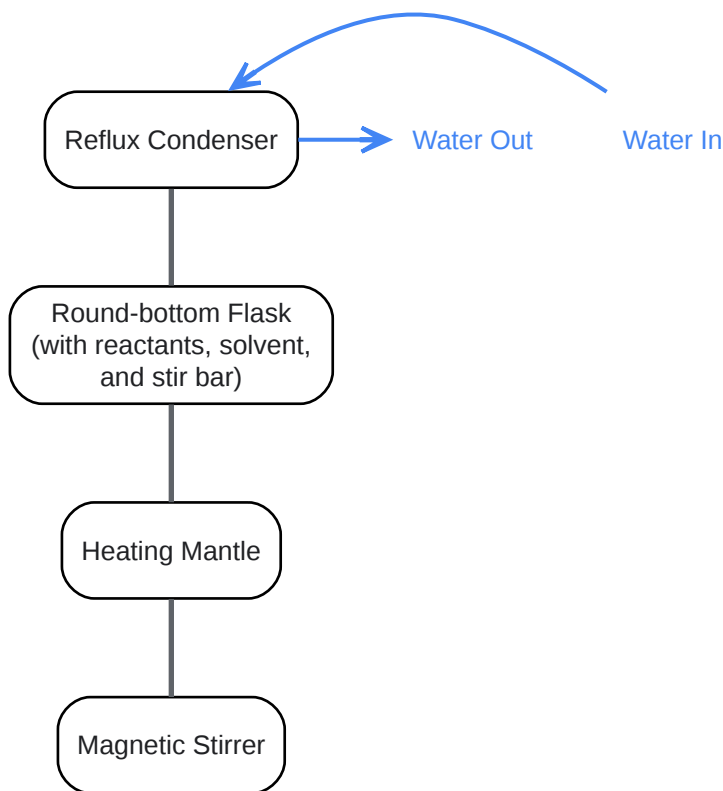 Reflux Condenser
Water Out
Water In
Round-bottom Flask
(with reactants, solvent,
and stir bar)
Heating Mantle
Magnetic Stirrer